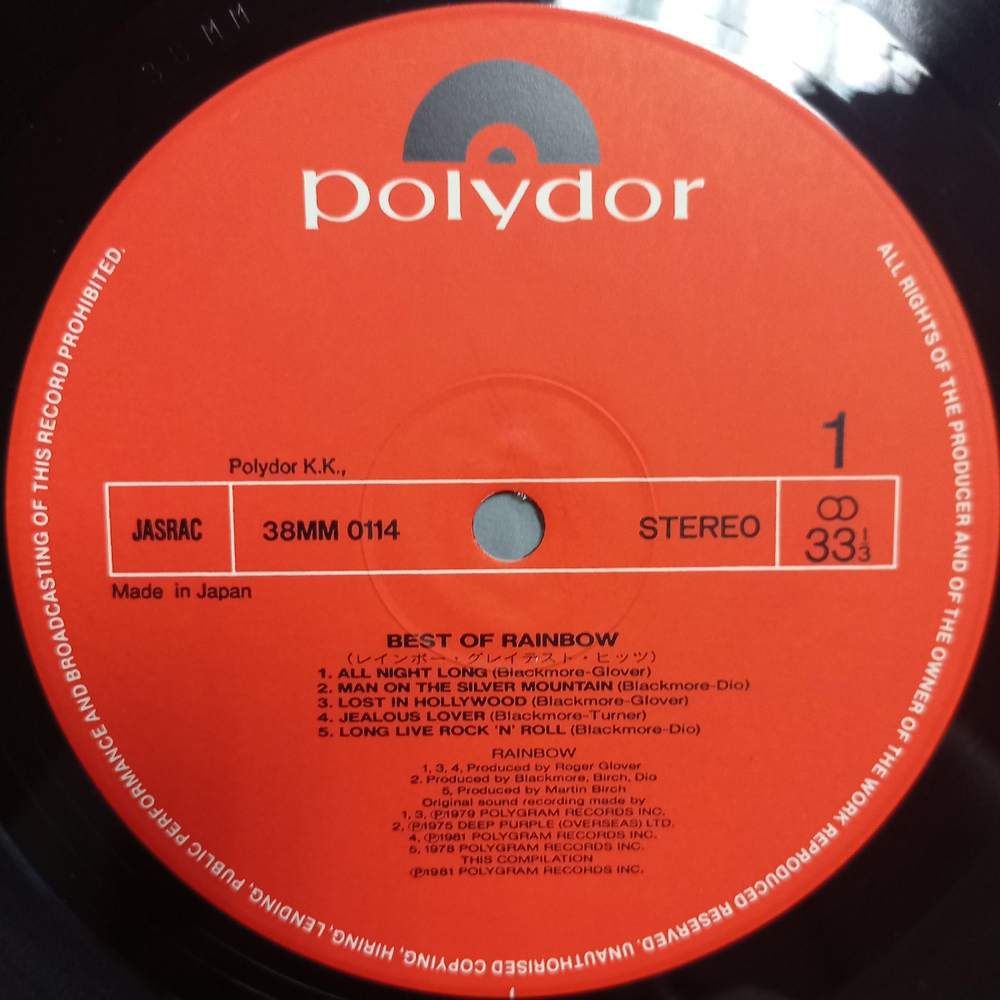 38 MM
polydor
ALL RIGHTS OF THE PRODUCER AND OF THE OWNER OF THE WORK REPRODUCED RESERVED. UNAUTHORISED COPYING, HIRING, LENDING, PUBLIC PERFORMANCE AND BROADCASTING OF THIS RECORD PROHIBITED.
1
Polydor K.K.,
JASRAC 38MM 0114 STEREO 33 1/3
Made in Japan
BEST OF RAINBOW
(レインボー・グレイテスト・ヒッツ)
1. ALL NIGHT LONG (Blackmore-Glover)
2. MAN ON THE SILVER MOUNTAIN (Blackmore-Dio)
3. LOST IN HOLLYWOOD (Blackmore-Glover)
4. JEALOUS LOVER (Blackmore-Turner)
5. LONG LIVE ROCK 'N' ROLL (Blackmore-Dio)
RAINBOW
1, 3, 4, Produced by Roger Glover
2. Produced by Blackmore, Birch, Dio
5, Produced by Martin Birch
Original sound recording made by
1, 3, ℗1979 POLYGRAM RECORDS INC.
2, ℗1975 DEEP PURPLE (OVERSEAS) LTD.
4, ℗1981 POLYGRAM RECORDS INC.
5, 1978 POLYGRAM RECORDS INC.
THIS COMPILATION
℗1981 POLYGRAM RECORDS INC.